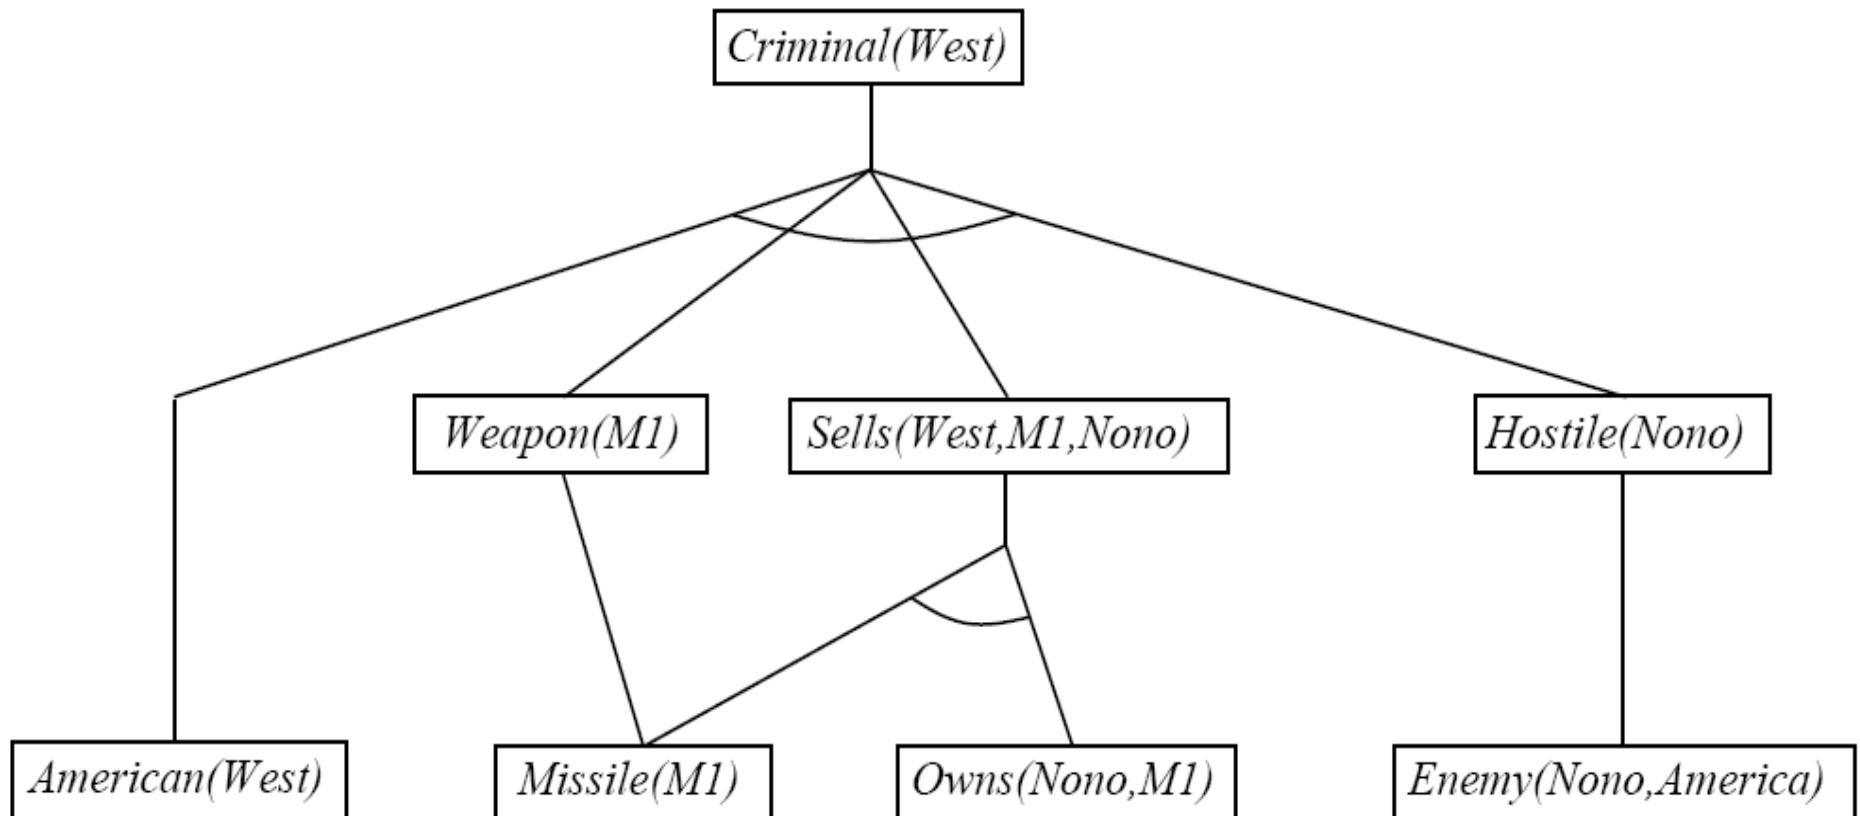 Criminal(West)
Weapon(M1)
Sells(West,M1,Nono)
Hostile(Nono)
American(West)
Missile(M1)
Owns(Nono,M1)
Enemy(Nono,America)